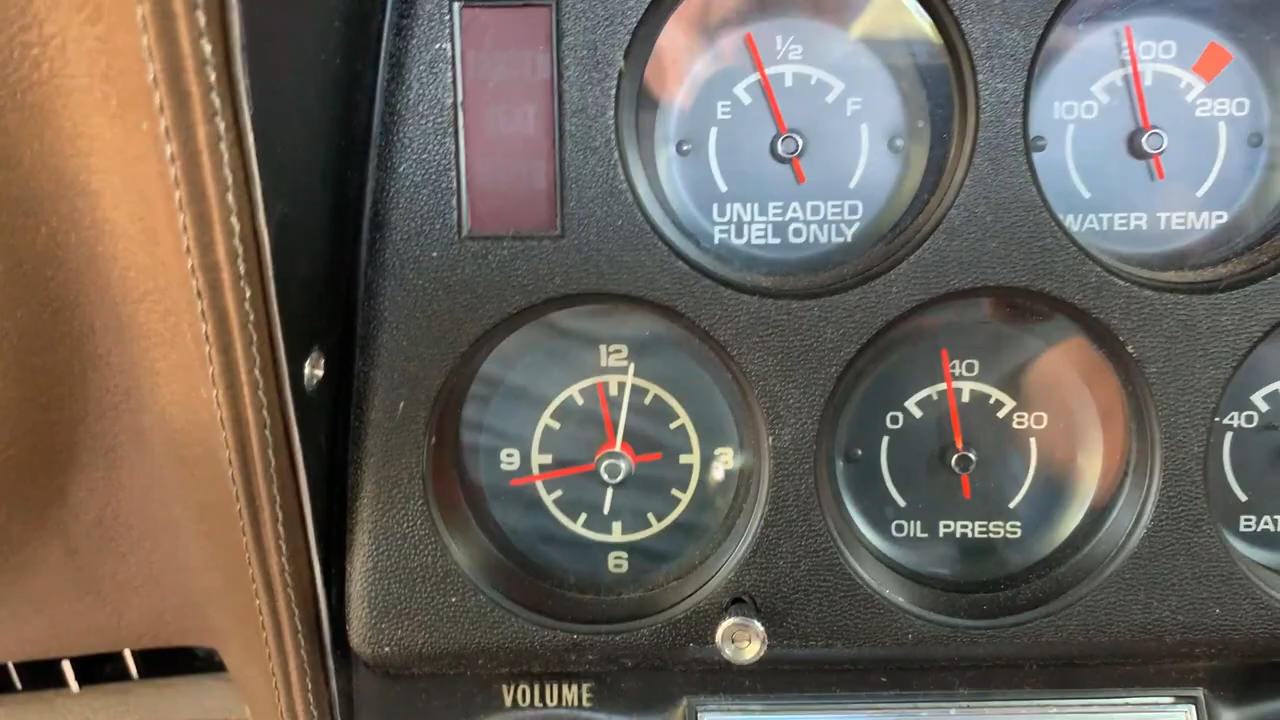 1/2
E
F
UNLEADED
FUEL ONLY
200
100
280
WATER TEMP
12
9
3
6
40
0
80
OIL PRESS
-40
BAT
VOLUME